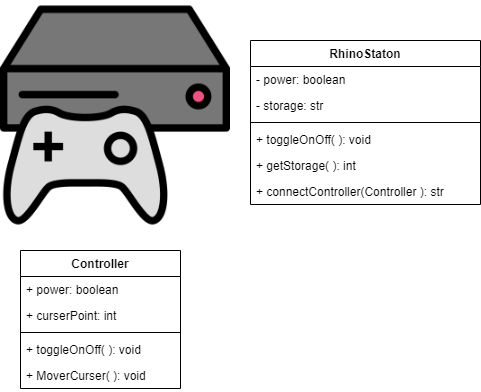 RhinoStaton
- power: boolean
- storage: str
+ toggleOnOff( ): void
+ getStorage( ): int
+ connectController(Controller ): str
Controller
+ power: boolean
+ curserPoint: int
+ toggleOnOff( ): void
+ MoverCurser( ): void